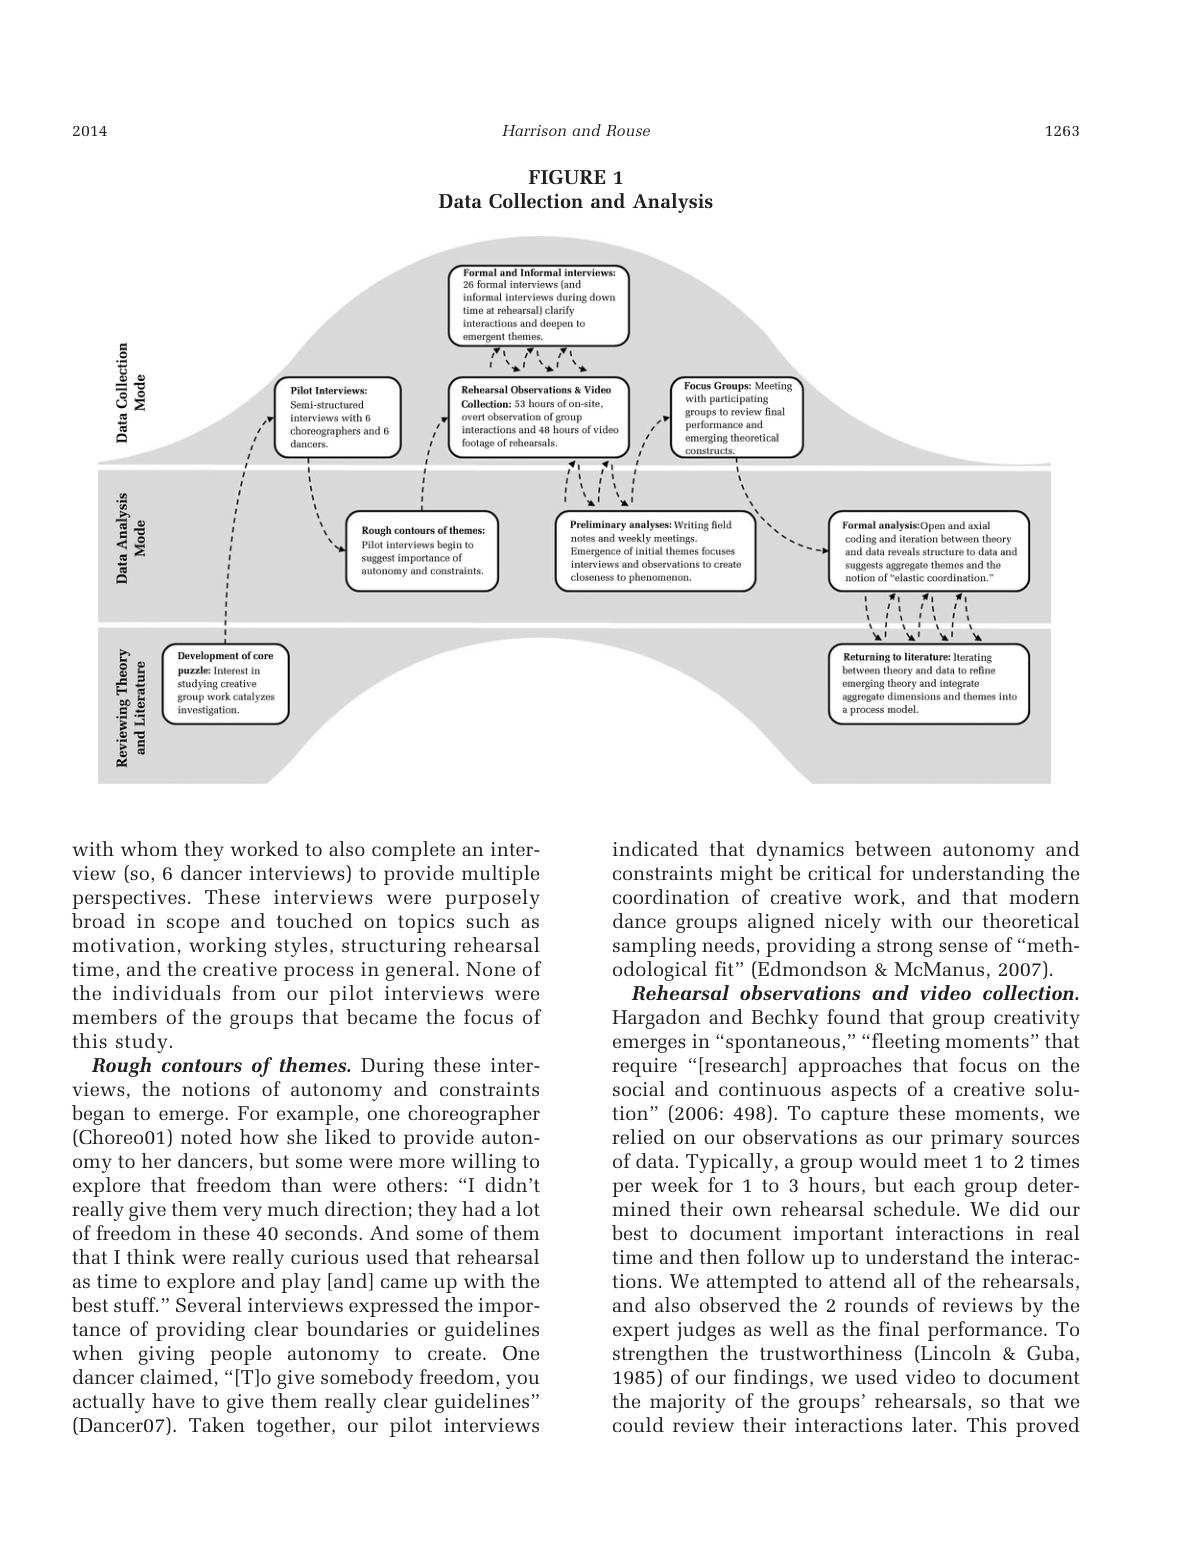 2014
Harrison and Rouse
1263
FIGURE 1
Data Collection and Analysis
Data Collection
Mode
Formal and Informal interviews:
26 formal interviews (and
informal interviews during down
time at rehearsal) clarify
interactions and deepen to
emergent themes.
Pilot Interviews:
Semi-structured
interviews with 6
choreographers and 6
dancers.
Rehearsal Observations & Video
Collection: 53 hours of on-site,
overt observation of group
interactions and 48 hours of video
footage of rehearsals.
Focus Groups: Meeting
with participating
groups to review final
performance and
emerging theoretical
constructs.
Data Analysis
Mode
Rough contours of themes:
Pilot interviews begin to
suggest importance of
autonomy and constraints.
Preliminary analyses: Writing field
notes and weekly meetings.
Emergence of initial themes focuses
interviews and observations to create
closeness to phenomenon.
Formal analysis:Open and axial
coding and iteration between theory
and data reveals structure to data and
suggests aggregate themes and the
notion of “elastic coordination.”
Reviewing Theory
and Literature
Development of core
puzzle: Interest in
studying creative
group work catalyzes
investigation.
Returning to literature: Iterating
between theory and data to refine
emerging theory and integrate
aggregate dimensions and themes into
a process model.
with whom they worked to also complete an inter-
view (so, 6 dancer interviews) to provide multiple
perspectives. These interviews were purposely
broad in scope and touched on topics such as
motivation, working styles, structuring rehearsal
time, and the creative process in general. None of
the individuals from our pilot interviews were
members of the groups that became the focus of
this study.
Rough contours of themes. During these inter-
views, the notions of autonomy and constraints
began to emerge. For example, one choreographer
(Choreo01) noted how she liked to provide auton-
omy to her dancers, but some were more willing to
explore that freedom than were others: “I didn’t
really give them very much direction; they had a lot
of freedom in these 40 seconds. And some of them
that I think were really curious used that rehearsal
as time to explore and play [and] came up with the
best stuff.” Several interviews expressed the impor-
tance of providing clear boundaries or guidelines
when giving people autonomy to create. One
dancer claimed, “[T]o give somebody freedom, you
actually have to give them really clear guidelines”
(Dancer07). Taken together, our pilot interviews
indicated that dynamics between autonomy and
constraints might be critical for understanding the
coordination of creative work, and that modern
dance groups aligned nicely with our theoretical
sampling needs, providing a strong sense of “meth-
odological fit” (Edmondson & McManus, 2007).
Rehearsal observations and video collection.
Hargadon and Bechky found that group creativity
emerges in “spontaneous,” “fleeting moments” that
require “[research] approaches that focus on the
social and continuous aspects of a creative solu-
tion” (2006: 498). To capture these moments, we
relied on our observations as our primary sources
of data. Typically, a group would meet 1 to 2 times
per week for 1 to 3 hours, but each group deter-
mined their own rehearsal schedule. We did our
best to document important interactions in real
time and then follow up to understand the interac-
tions. We attempted to attend all of the rehearsals,
and also observed the 2 rounds of reviews by the
expert judges as well as the final performance. To
strengthen the trustworthiness (Lincoln & Guba,
1985) of our findings, we used video to document
the majority of the groups’ rehearsals, so that we
could review their interactions later. This proved